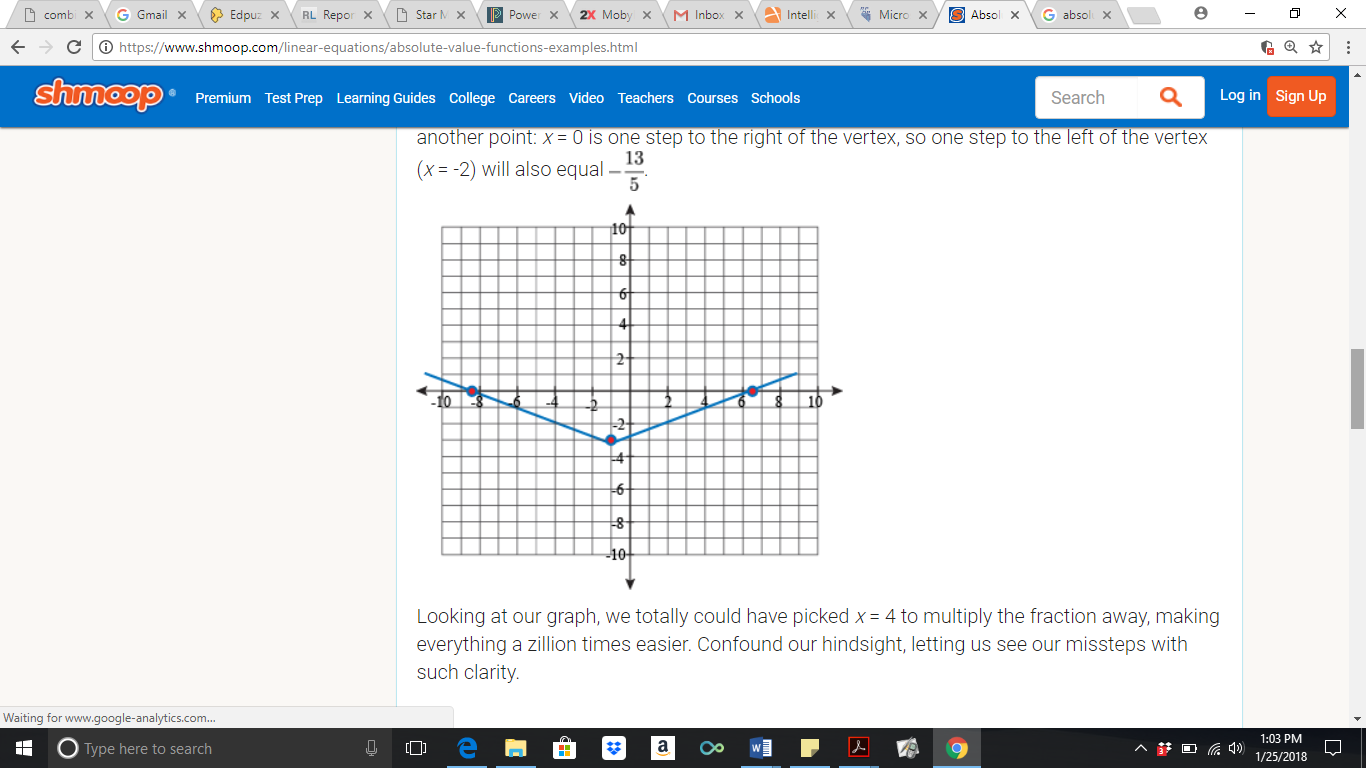 comb Gmail Edpuz RL Repor Star M Power 2X Moby Inbox Intelli Micro Absol absol
https://www.shmoop.com/linear-equations/absolute-value-functions-examples.html
shmoop® Premium Test Prep Learning Guides College Careers Video Teachers Courses Schools Search Log in Sign Up
another point: x = 0 is one step to the right of the vertex, so one step to the left of the vertex
(x = -2) will also equal -13/5.
10
8
6
4
2
-10 -8 -6 -4 -2 2 4 6 8 10
-2
-4
-6
-8
-10
Looking at our graph, we totally could have picked x = 4 to multiply the fraction away, making
everything a zillion times easier. Confound our hindsight, letting us see our missteps with
such clarity.
Waiting for www.google-analytics.com...
Type here to search
1:03 PM
1/25/2018